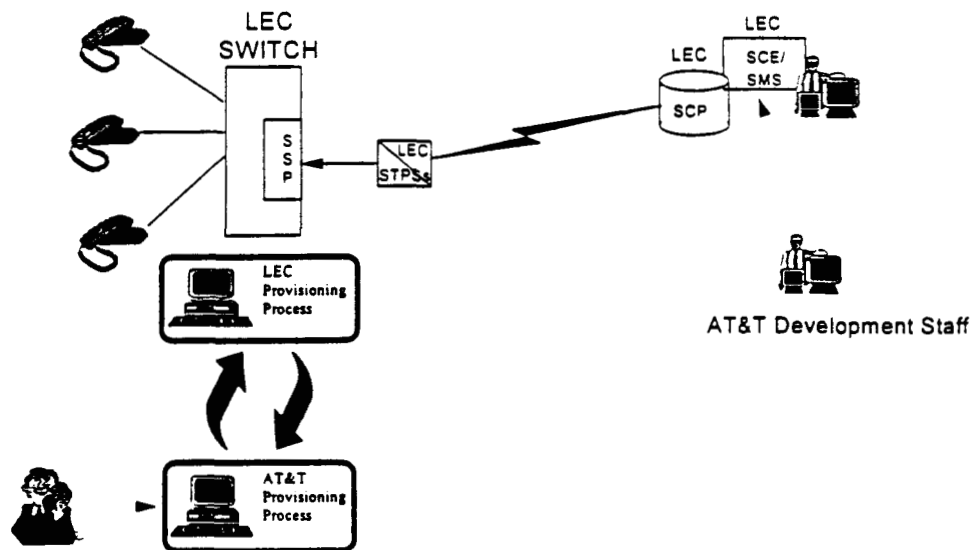 LEC
SWITCH
S
S
P
LEC
STPSs
LEC
SCP
LEC
SCE/
SMS
LEC
Provisioning
Process
AT&T Development Staff
AT&T
Provisioning
Process